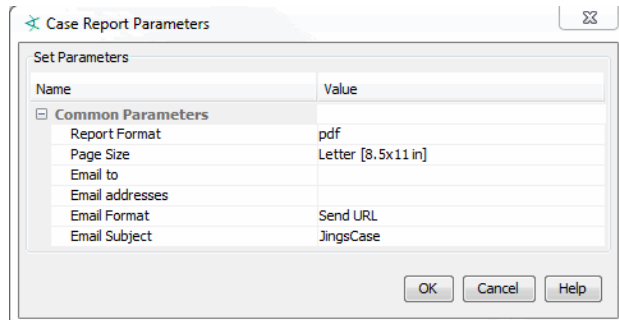 Case Report Parameters
Set Parameters
Name Value
Common Parameters
Report Format pdf
Page Size Letter [8.5x11 in]
Email to
Email addresses
Email Format Send URL
Email Subject JingsCase
OK Cancel Help